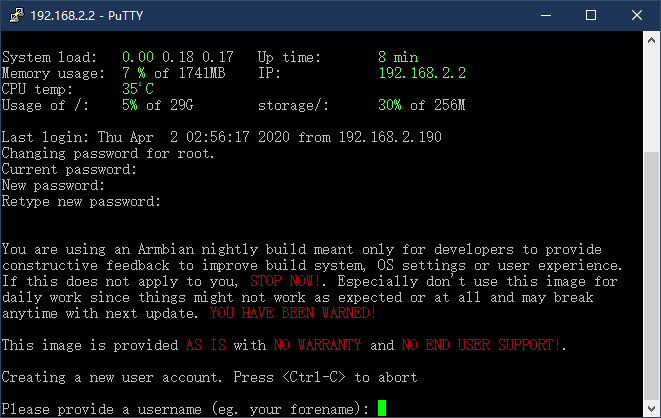 192.168.2.2 - PuTTY
System load: 0.00 0.18 0.17 Up time: 8 min
Memory usage: 7 % of 1741MB IP: 192.168.2.2
CPU temp: 35°C
Usage of /: 5% of 29G storage/: 30% of 256M
Last login: Thu Apr 2 02:56:17 2020 from 192.168.2.190
Changing password for root.
Current password:
New password:
Retype new password:
You are using an Armbian nightly build meant only for developers to provide
constructive feedback to improve build system, OS settings or user experience.
If this does not apply to you, STOP NOW!. Especially don't use this image for
daily work since things might not work as expected or at all and may break
anytime with next update. YOU HAVE BEEN WARNED!
This image is provided AS IS with NO WARRANTY and NO END USER SUPPORT!.
Creating a new user account. Press <Ctrl-C> to abort
Please provide a username (eg. your forename):